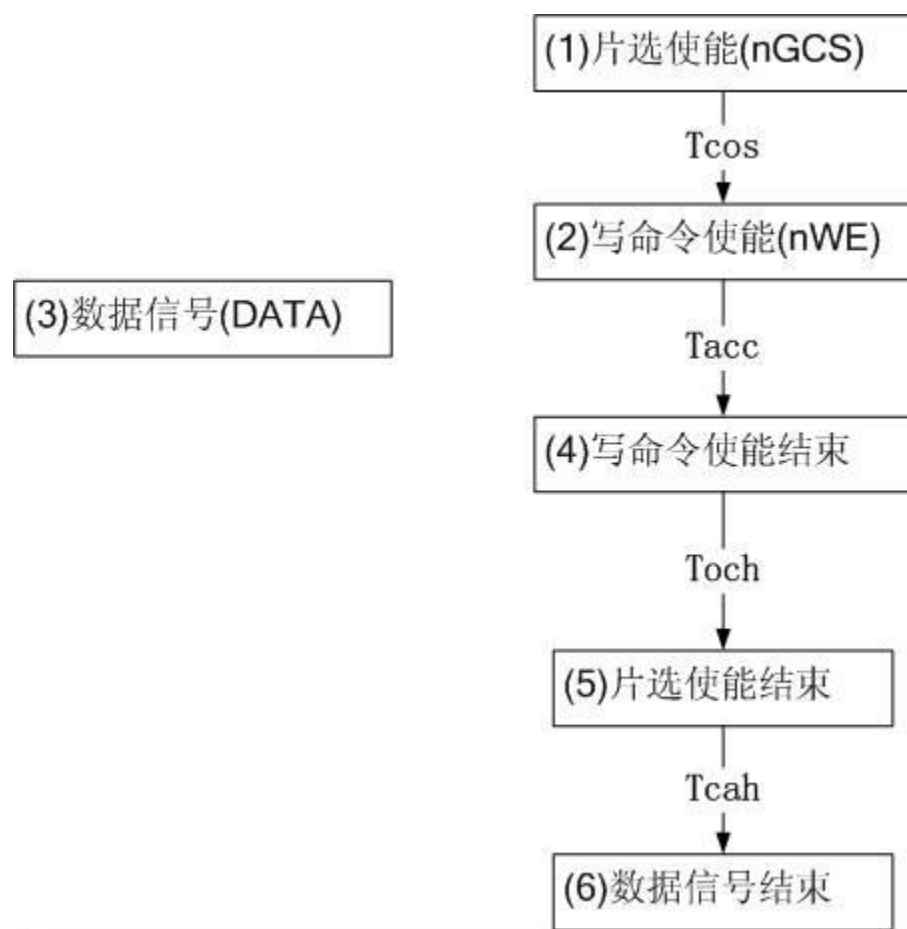 (1)片选使能(nGCS)
Tcos
(2)写命令使能(nWE)
(3)数据信号(DATA)
Tacc
(4)写命令使能结束
Toch
(5)片选使能结束
Tcah
(6)数据信号结束